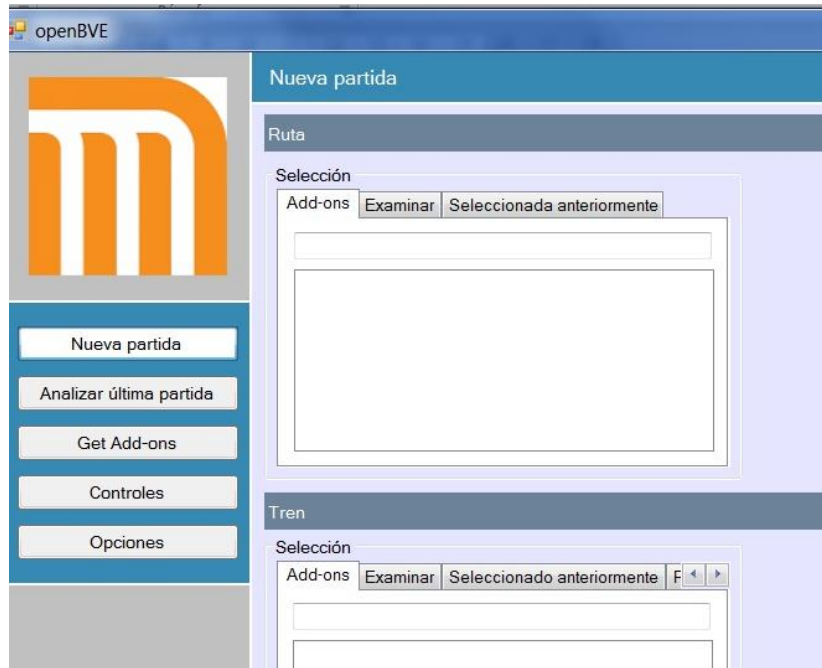 openBVE
Nueva partida
Ruta
Selección
Add-ons Examinar Seleccionada anteriormente
Nueva partida
Analizar última partida
Get Add-ons
Controles
Opciones
Tren
Selección
Add-ons Examinar Seleccionado anteriormente